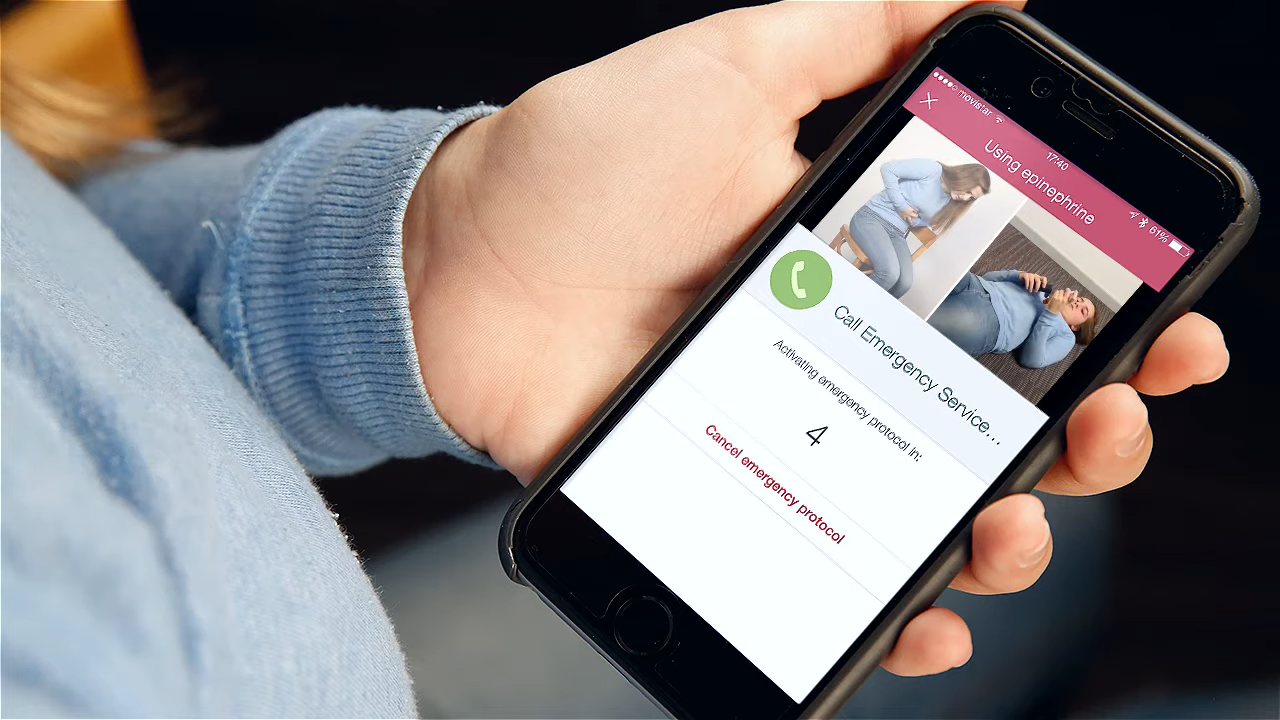 movistar 17:40 61%
Using epinephrine
Call Emergency Service...
Activating emergency protocol in:
4
Cancel emergency protocol